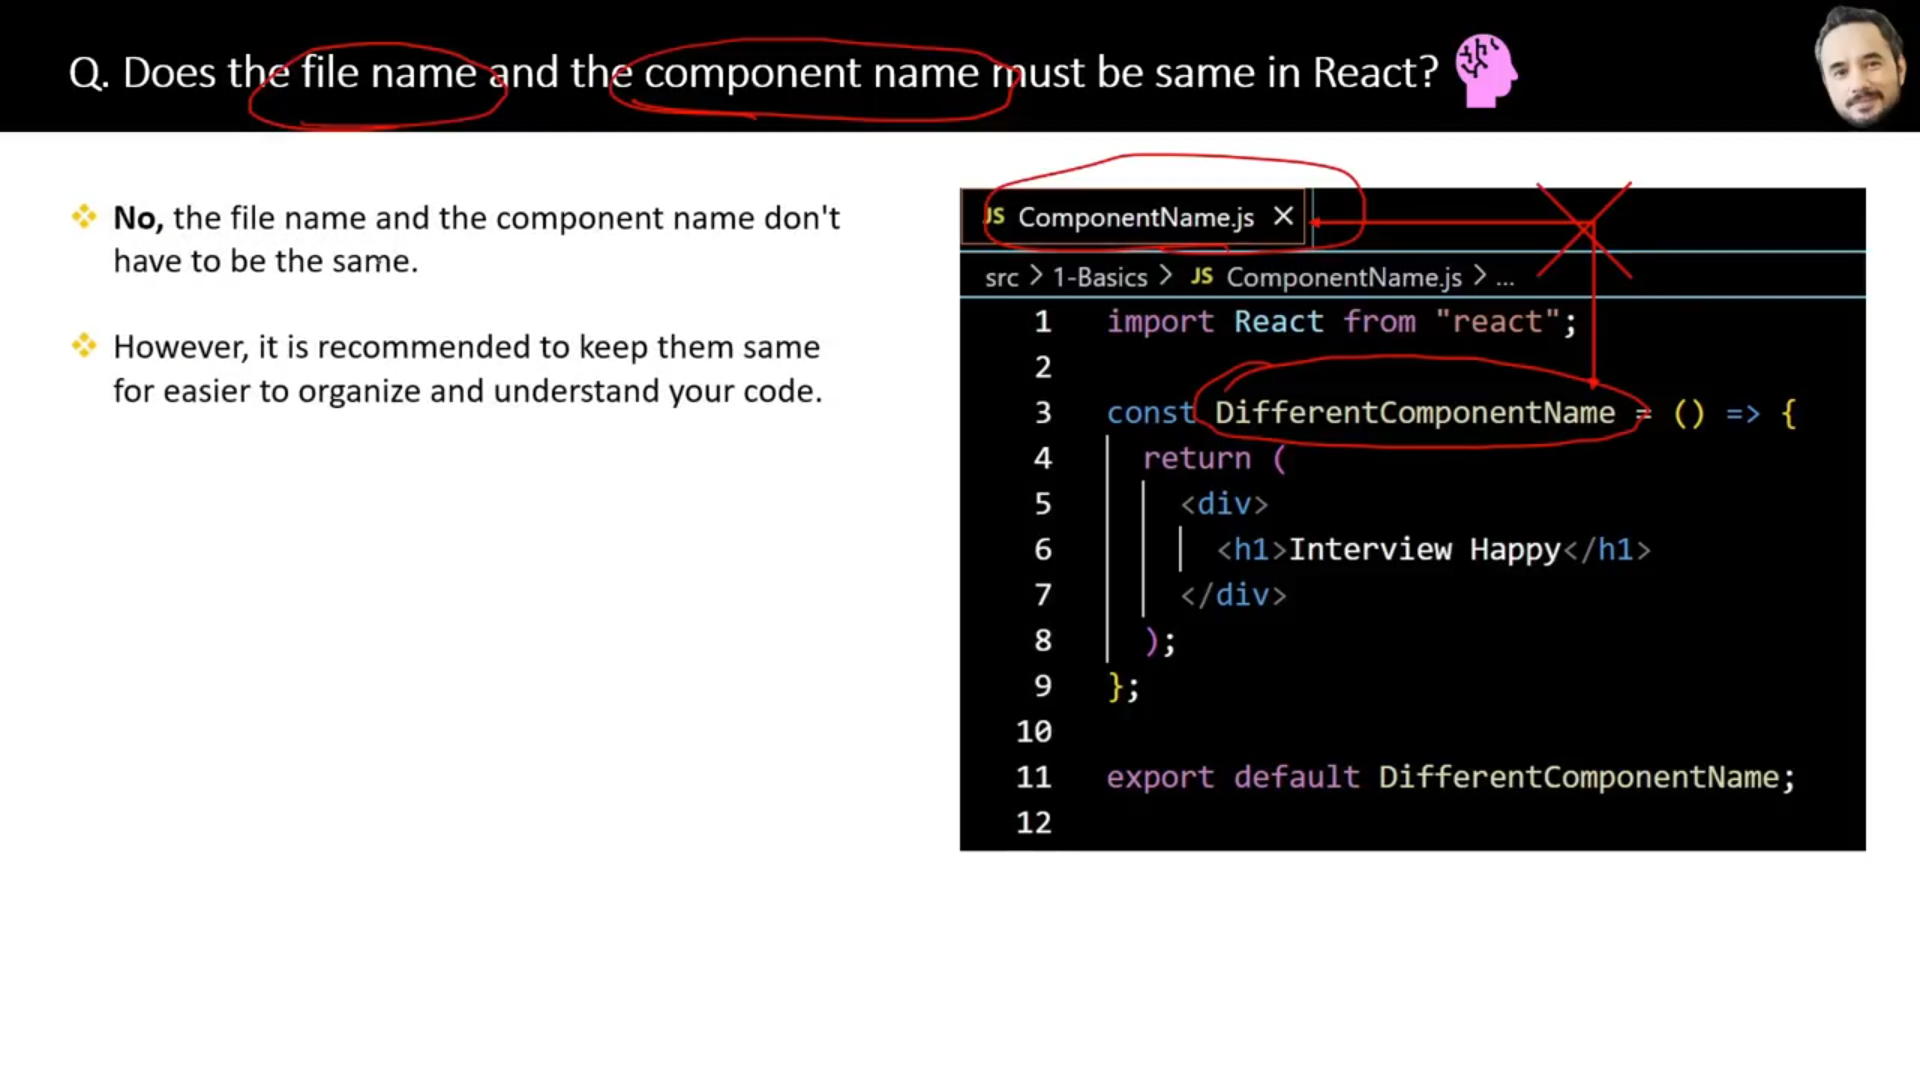 Q. Does the file name and the component name must be same in React?
No, the file name and the component name don't
have to be the same.
However, it is recommended to keep them same
for easier to organize and understand your code.
JS ComponentName.js ×
src > 1-Basics > JS ComponentName.js > ...
1 import React from "react";
2
3 const DifferentComponentName = () => {
4 return (
5 <div>
6 <h1>Interview Happy</h1>
7 </div>
8 );
9 };
10
11 export default DifferentComponentName;
12